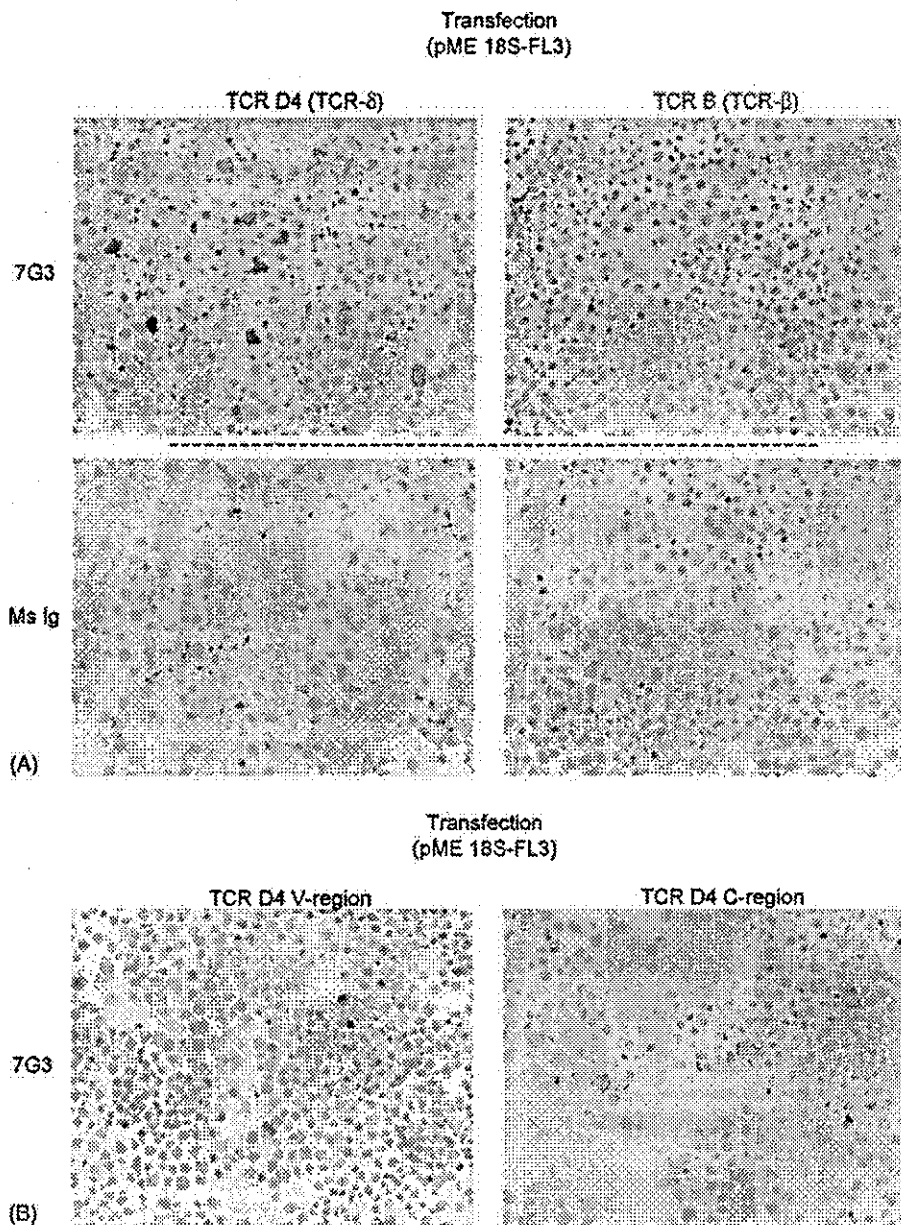 Transfection
(pME 18S-FL3)
TCR D4 (TCR-δ)
TCR B (TCR-β)
7G3
Ms Ig
(A)
Transfection
(pME 18S-FL3)
TCR D4 V-region
TCR D4 C-region
7G3
(B)